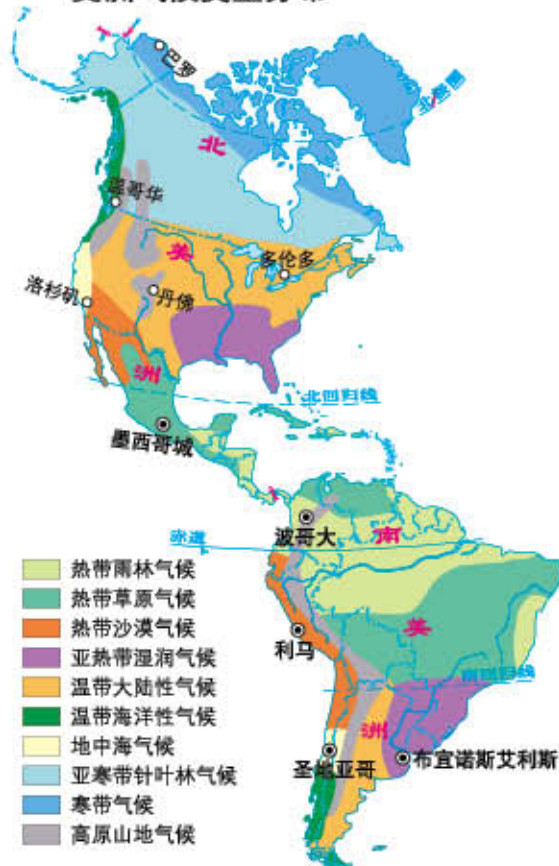 巴罗
北极圈
北
温哥华
美
多伦多
洛杉矶
丹佛
洲
北回归线
墨西哥城
波哥大
南
赤道
热带雨林气候
热带草原气候
热带沙漠气候
亚热带湿润气候
温带大陆性气候
温带海洋性气候
地中海气候
亚寒带针叶林气候
寒带气候
高原山地气候
利马
美
南回归线
洲
圣地亚哥
布宜诺斯艾利斯